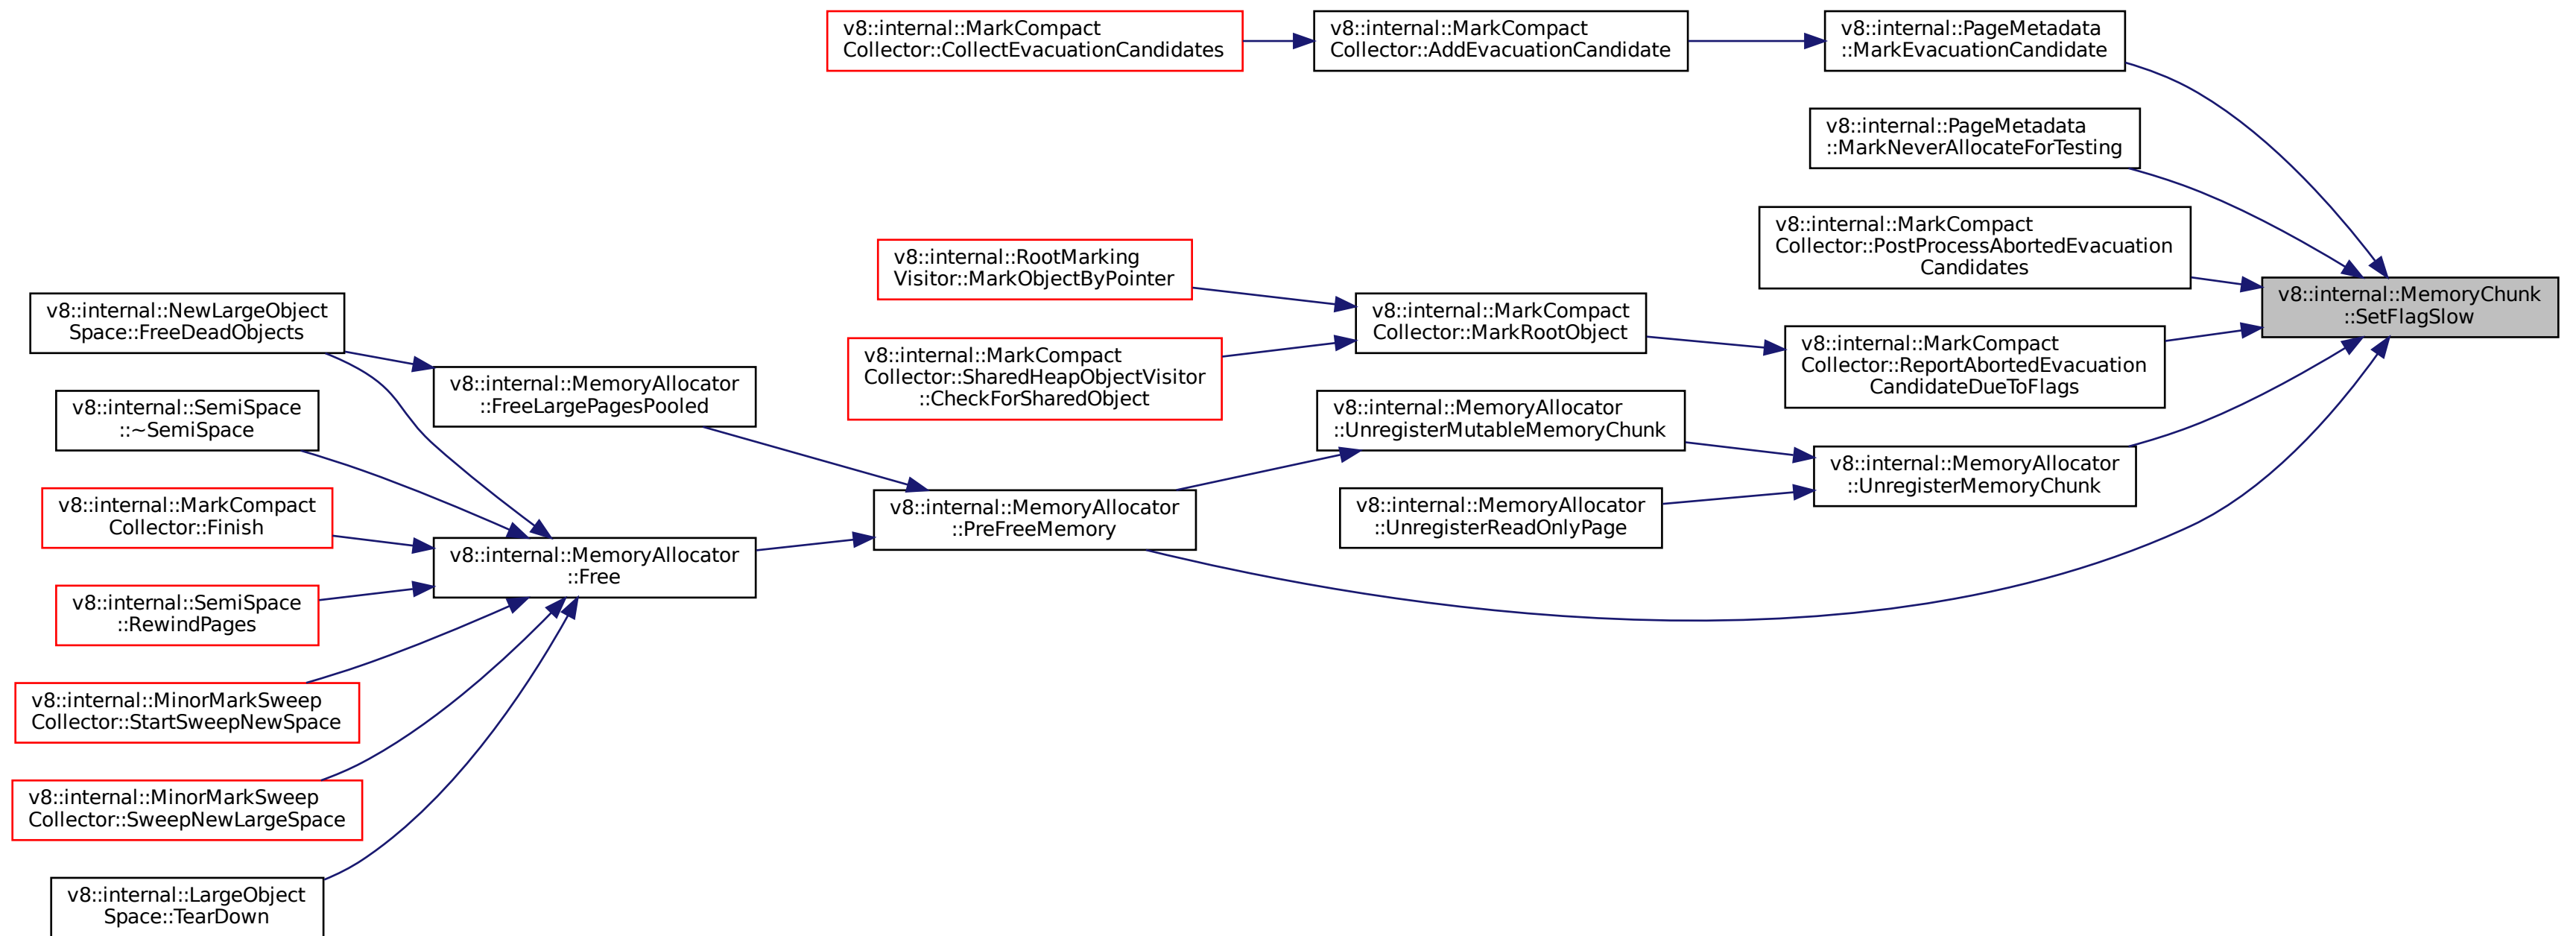 v8::internal::MarkCompact
Collector::CollectEvacuationCandidates
v8::internal::MarkCompact
Collector::AddEvacuationCandidate
v8::internal::PageMetadata
::MarkEvacuationCandidate
v8::internal::PageMetadata
::MarkNeverAllocateForTesting
v8::internal::MarkCompact
Collector::PostProcessAbortedEvacuation
Candidates
v8::internal::RootMarking
Visitor::MarkObjectByPointer
v8::internal::MemoryChunk
::SetFlagSlow
v8::internal::NewLargeObject
Space::FreeDeadObjects
v8::internal::MarkCompact
Collector::MarkRootObject
v8::internal::MarkCompact
Collector::ReportAbortedEvacuation
CandidateDueToFlags
v8::internal::MarkCompact
Collector::SharedHeapObjectVisitor
::CheckForSharedObject
v8::internal::MemoryAllocator
::FreeLargePagesPooled
v8::internal::SemiSpace
::~SemiSpace
v8::internal::MemoryAllocator
::UnregisterMutableMemoryChunk
v8::internal::MemoryAllocator
::UnregisterMemoryChunk
v8::internal::MarkCompact
Collector::Finish
v8::internal::MemoryAllocator
::PreFreeMemory
v8::internal::MemoryAllocator
::UnregisterReadOnlyPage
v8::internal::MemoryAllocator
::Free
v8::internal::SemiSpace
::RewindPages
v8::internal::MinorMarkSweep
Collector::StartSweepNewSpace
v8::internal::MinorMarkSweep
Collector::SweepNewLargeSpace
v8::internal::LargeObject
Space::TearDown